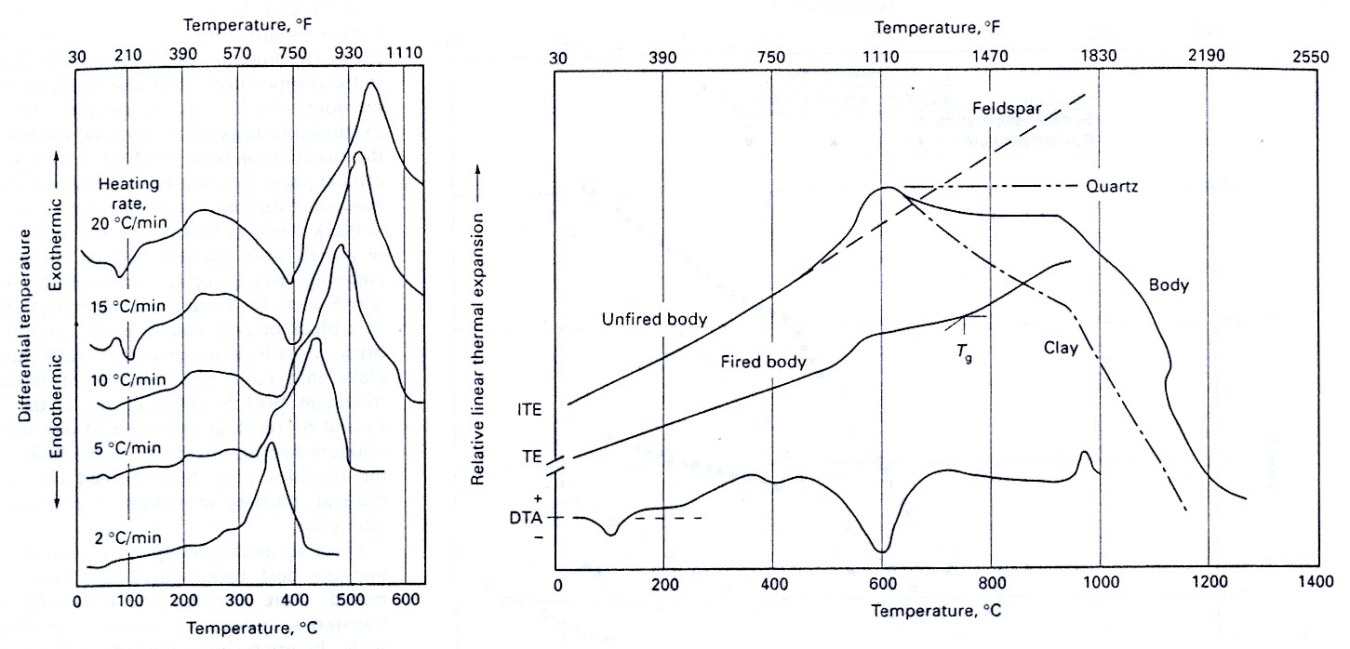 Temperature, °F
30 210 390 570 750 930 1110
Differential temperature
Endothermic
Exothermic
Heating
rate,
20 °C/min
15 °C/min
10 °C/min
5 °C/min
2 °C/min
0 100 200 300 400 500 600
Temperature, °C
Temperature, °F
30 390 750 1110 1470 1830 2190 2550
Relative linear thermal expansion
Feldspar
Quartz
Body
Unfired body
Fired body
Tg
Clay
ITE
TE
+
DTA
−
0 200 400 600 800 1000 1200 1400
Temperature, °C